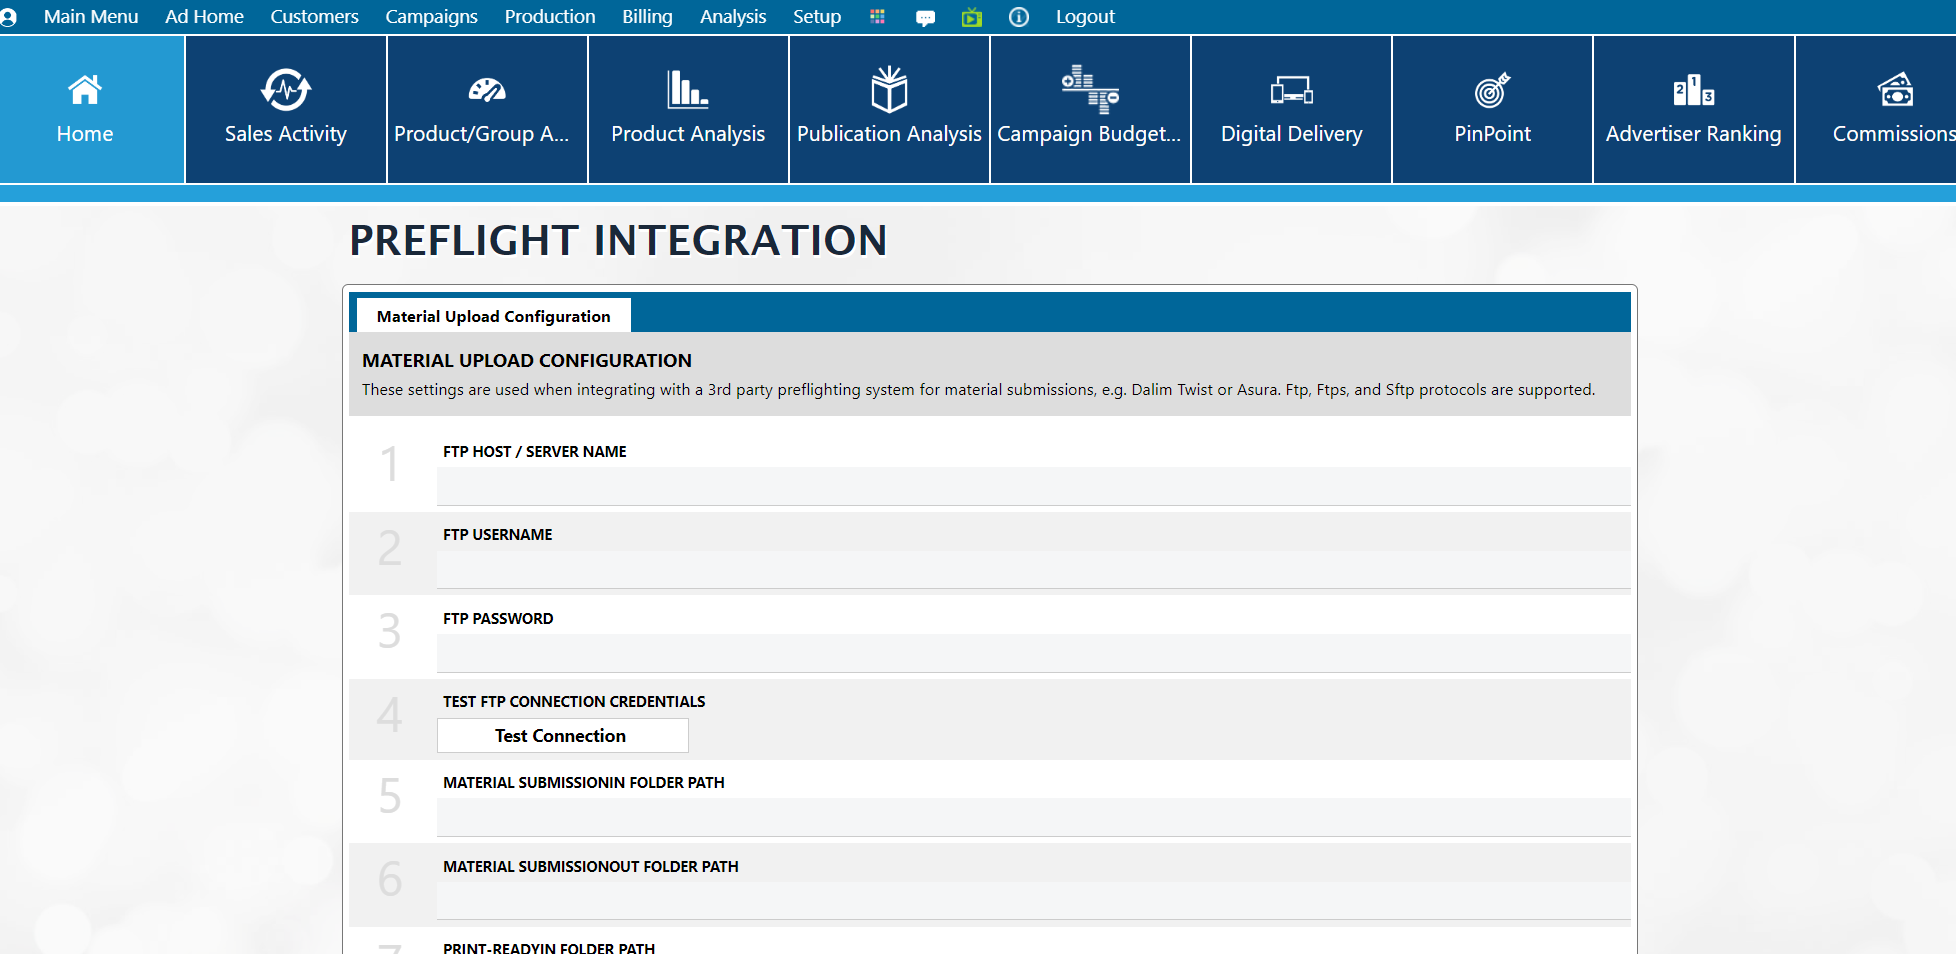 Main Menu Ad Home Customers Campaigns Production Billing Analysis Setup Logout
Home Sales Activity Product/Group A... Product Analysis Publication Analysis Campaign Budget... Digital Delivery PinPoint Advertiser Ranking Commissions
PREFLIGHT INTEGRATION
Material Upload Configuration
MATERIAL UPLOAD CONFIGURATION
These settings are used when integrating with a 3rd party preflighting system for material submissions, e.g. Dalim Twist or Asura. Ftp, Ftps, and Sftp protocols are supported.
1 FTP HOST / SERVER NAME
2 FTP USERNAME
3 FTP PASSWORD
4 TEST FTP CONNECTION CREDENTIALS
Test Connection
5 MATERIAL SUBMISSIONIN FOLDER PATH
6 MATERIAL SUBMISSIONOUT FOLDER PATH
7 PRINT-READYIN FOLDER PATH